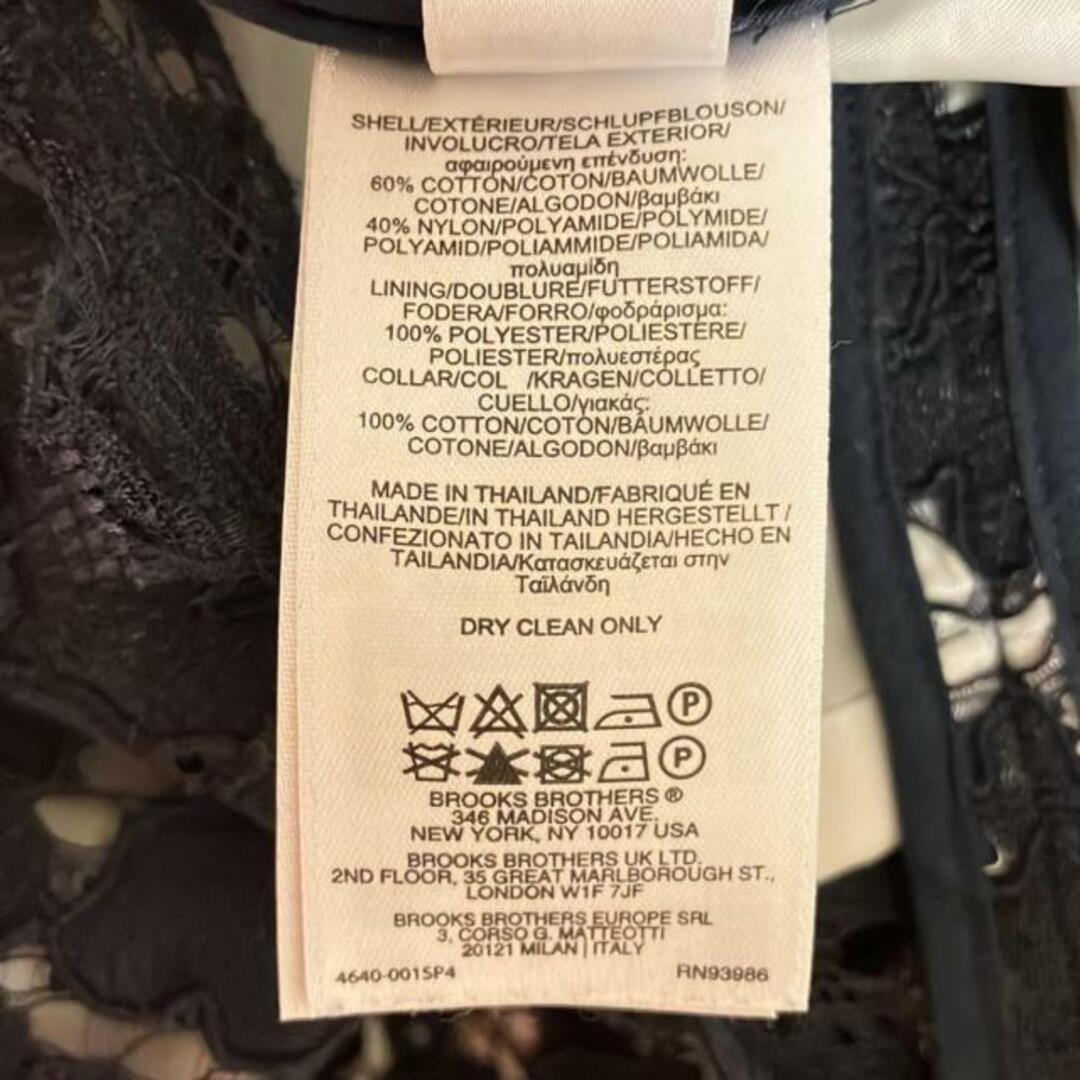 SHELL/EXTÉRIEUR/SCHLUPFBLOUSON/
INVOLUCRO/TELA EXTERIOR/
αφαιρούμενη επένδυση:
60% COTTON/COTON/BAUMWOLLE/
COTONE/ALGODON/βαμβάκι
40% NYLON/POLYAMIDE/POLYMIDE/
POLYAMID/POLIAMMIDE/POLIAMIDA/
πολυαμίδη
LINING/DOUBLURE/FUTTERSTOFF/
FODERA/FORRO/φοδράρισμα:
100% POLYESTER/POLIESTERE/
POLIESTER/πολυεστέρας
COLLAR/COL /KRAGEN/COLLETTO/
CUELLO/γιακάς:
100% COTTON/COTON/BAUMWOLLE/
COTONE/ALGODON/βαμβάκι
MADE IN THAILAND/FABRIQUÉ EN
THAILANDE/IN THAILAND HERGESTELLT /
CONFEZIONATO IN TAILANDIA/HECHO EN
TAILANDIA/Κατασκευάζεται στην
Ταϊλάνδη
DRY CLEAN ONLY
P
P
BROOKS BROTHERS ®
346 MADISON AVE.
NEW YORK, NY 10017 USA
BROOKS BROTHERS UK LTD.
2ND FLOOR, 35 GREAT MARLBOROUGH ST.,
LONDON W1F 7JF
BROOKS BROTHERS EUROPE SRL
3, CORSO G. MATTEOTTI
20121 MILAN | ITALY
4640-001SP4 RN93986